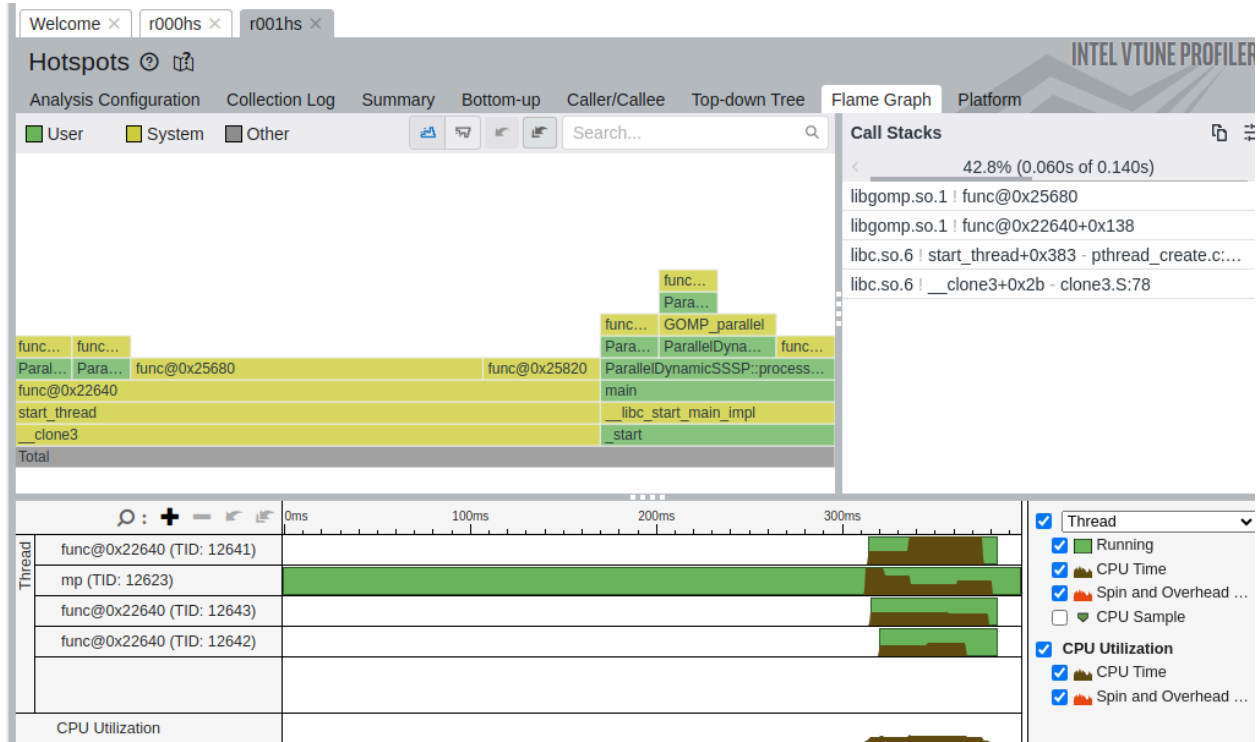 Welcome × r000hs × r001hs ×
Hotspots
INTEL VTUNE PROFILER
Analysis Configuration Collection Log Summary Bottom-up Caller/Callee Top-down Tree Flame Graph Platform
User System Other Search...
Call Stacks
42.8% (0.060s of 0.140s)
libgomp.so.1 ! func@0x25680
libgomp.so.1 ! func@0x22640+0x138
libc.so.6 ! start_thread+0x383 - pthread_create.c:...
libc.so.6 ! __clone3+0x2b - clone3.S:78
func...
Para...
func... GOMP_parallel
func... func... Para... ParallelDyna... func...
Paral... Para... func@0x25680 func@0x25820 ParallelDynamicSSSP::process...
func@0x22640 main
start_thread __libc_start_main_impl
__clone3 _start
Total
0ms 100ms 200ms 300ms
Thread
func@0x22640 (TID: 12641)
mp (TID: 12623)
func@0x22640 (TID: 12643)
func@0x22640 (TID: 12642)
CPU Utilization
Thread
Running
CPU Time
Spin and Overhead ...
CPU Sample
CPU Utilization
CPU Time
Spin and Overhead ...